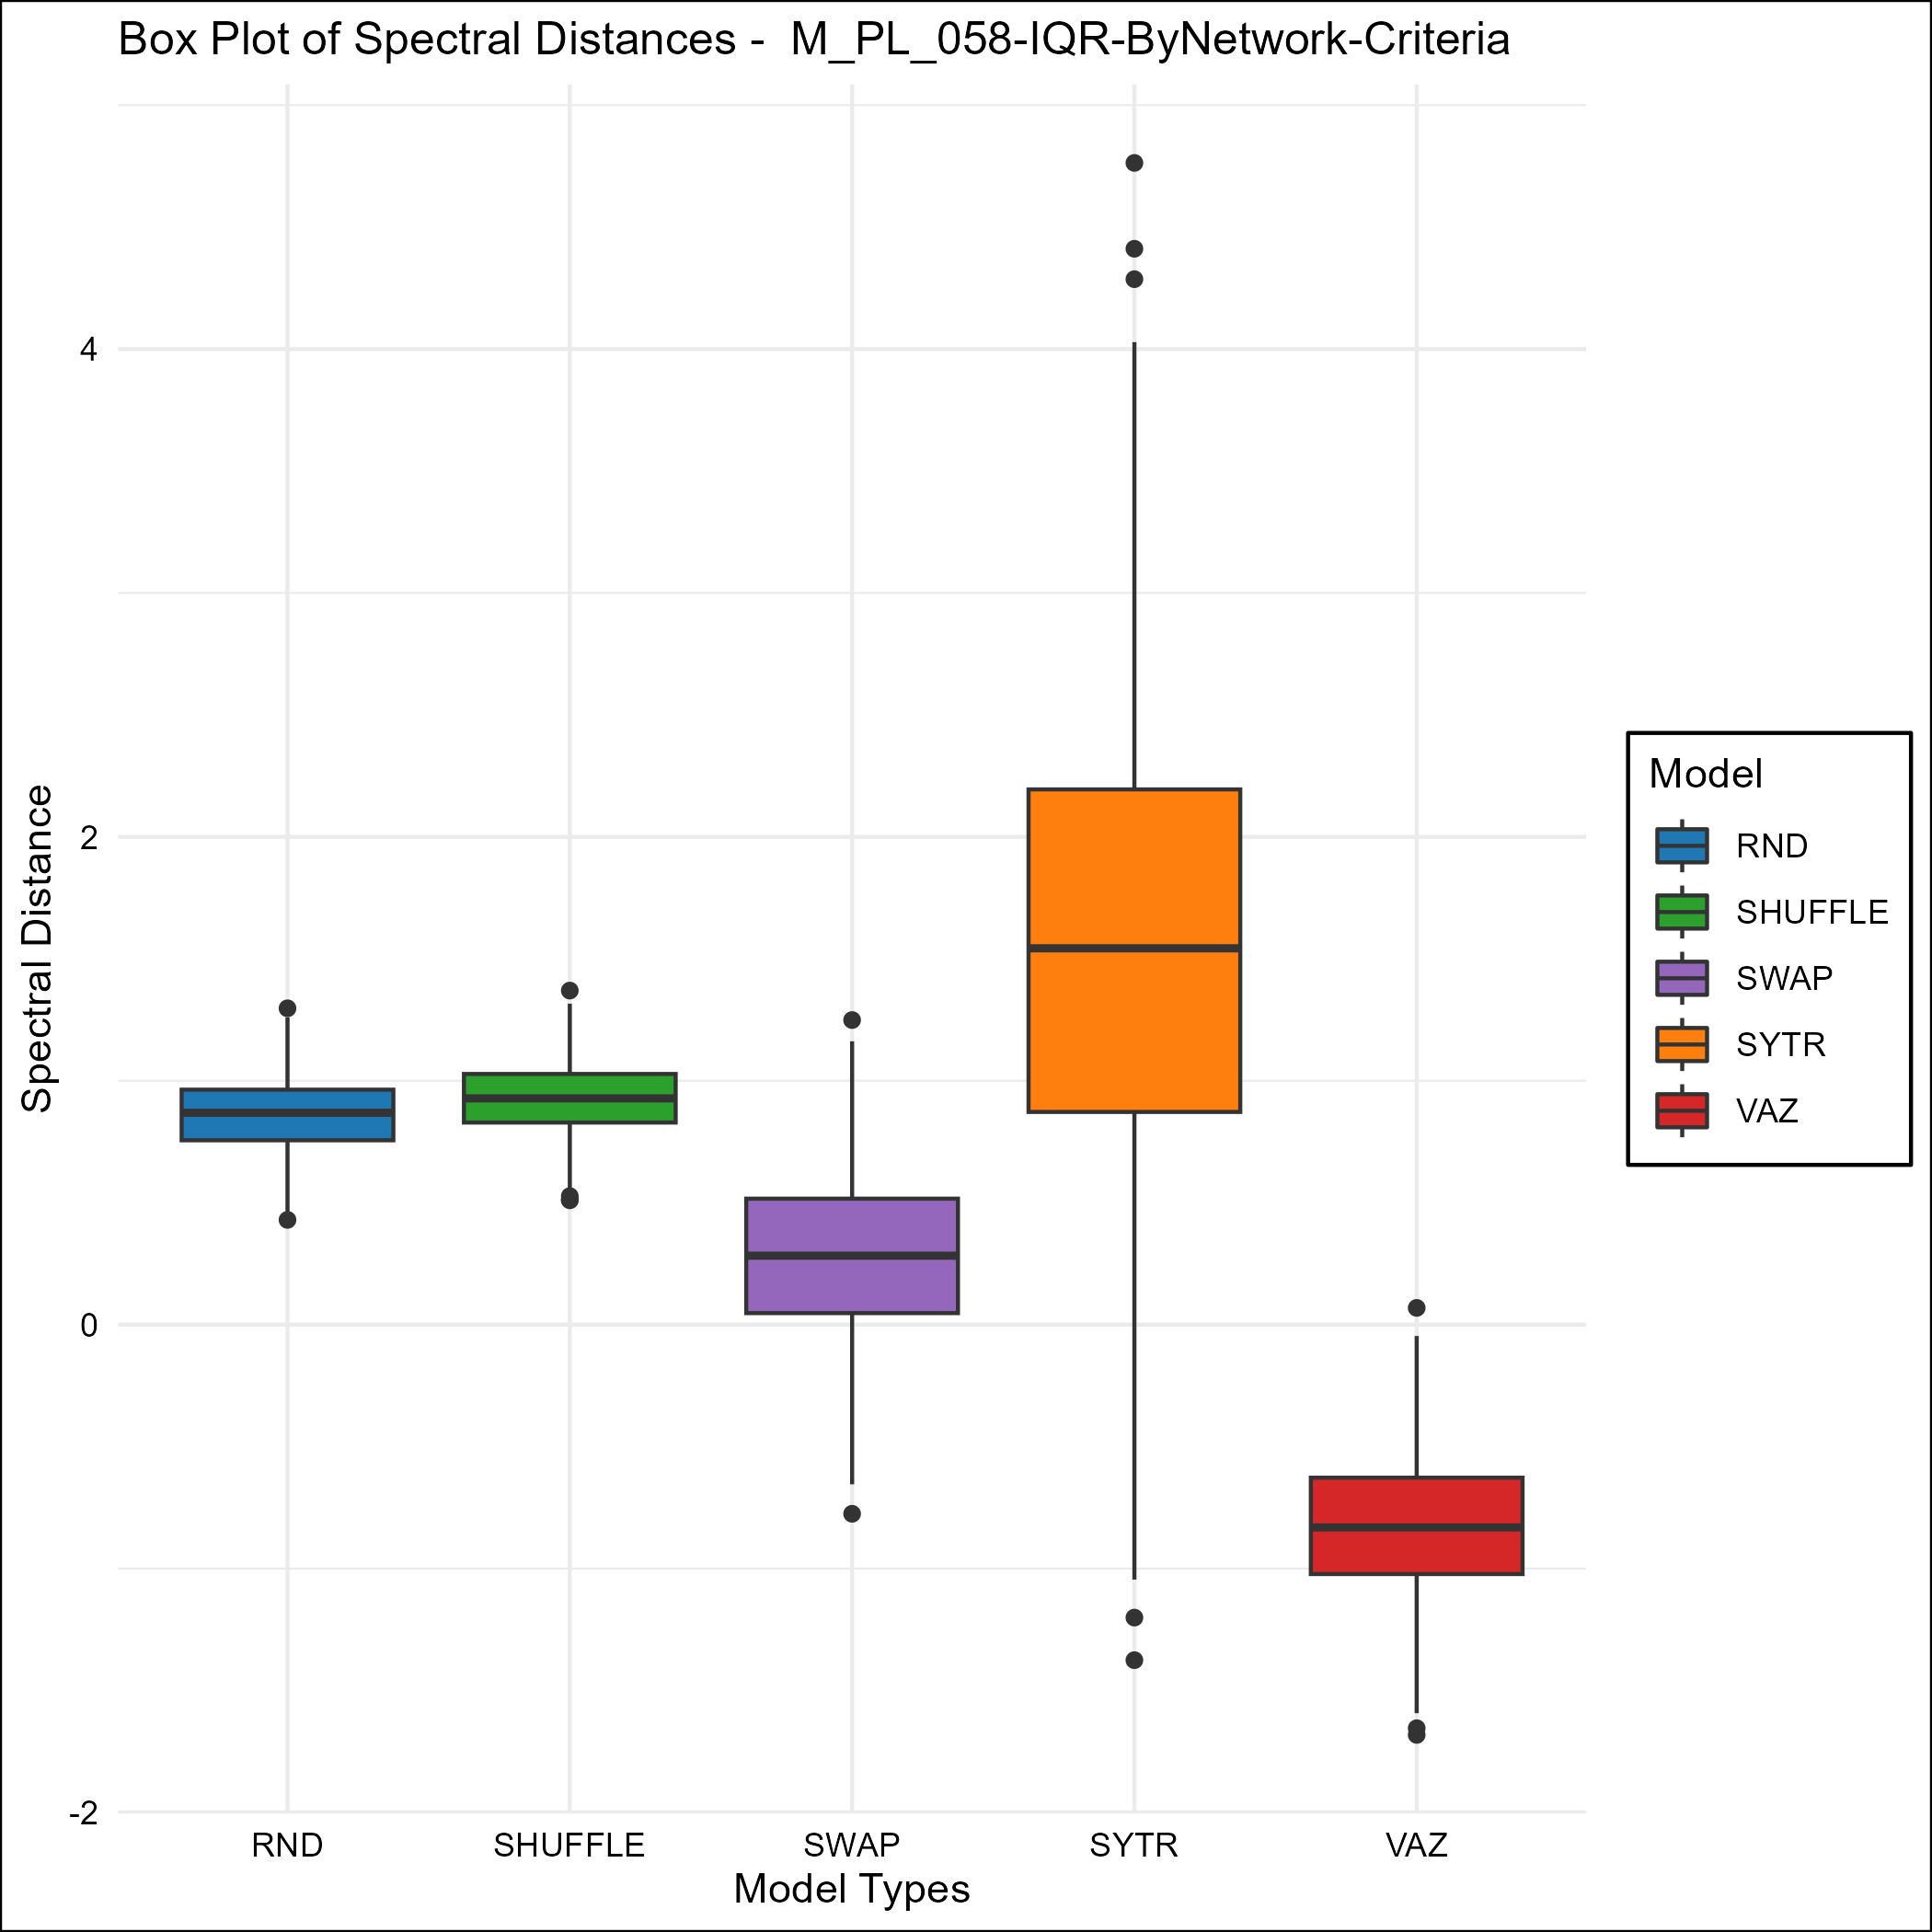 Box Plot of Spectral Distances -  M_PL_058-IQR-ByNetwork-Criteria
Spectral Distance
4
2
0
-2
RND
SHUFFLE
SWAP
SYTR
VAZ
Model Types
Model
RND
SHUFFLE
SWAP
SYTR
VAZ